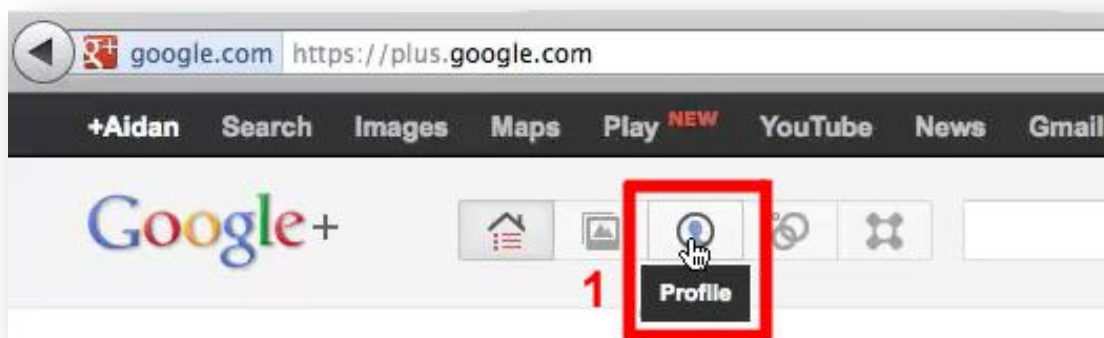 google.com https://plus.google.com
+Aidan Search Images Maps Play NEW YouTube News Gmail
Google+
1 Profile